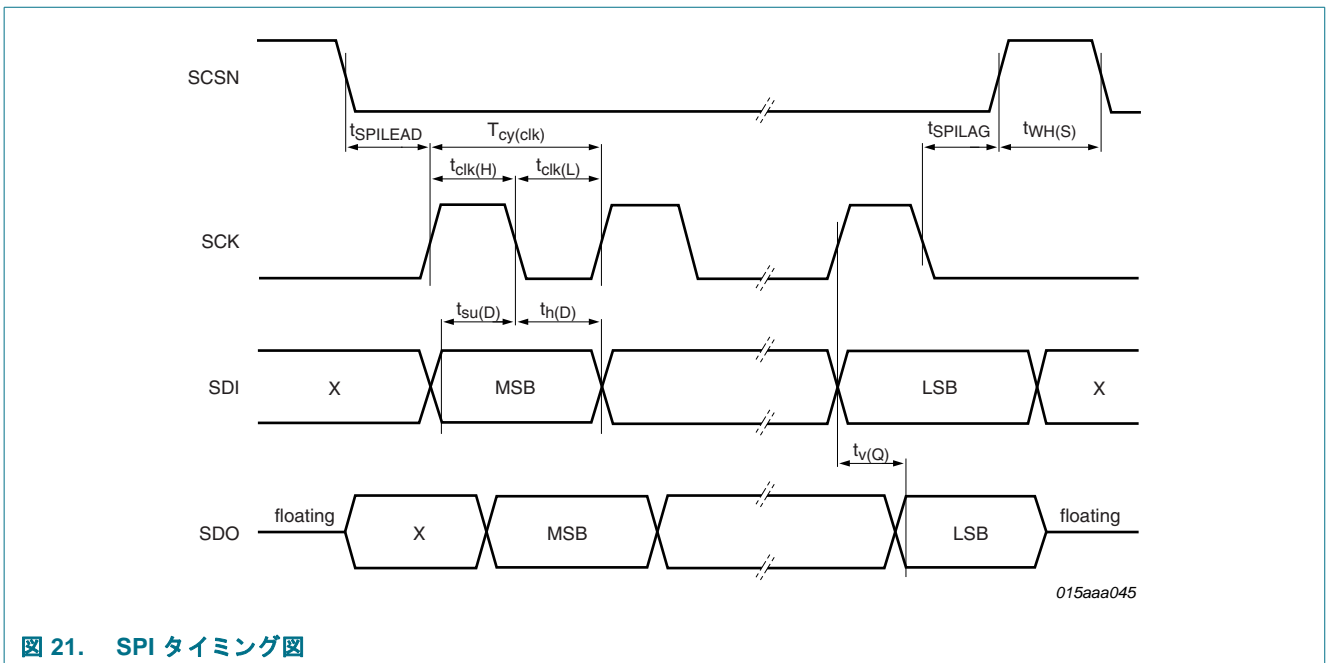 SCSN
tSPILEAD
Tcy(clk)
tSPILAG
tWH(S)
tclk(H)
tclk(L)
SCK
tsu(D)
th(D)
SDI
X
MSB
LSB
X
tv(Q)
SDO
floating
X
MSB
LSB
floating
015aaa045
図 21. SPI タイミング図